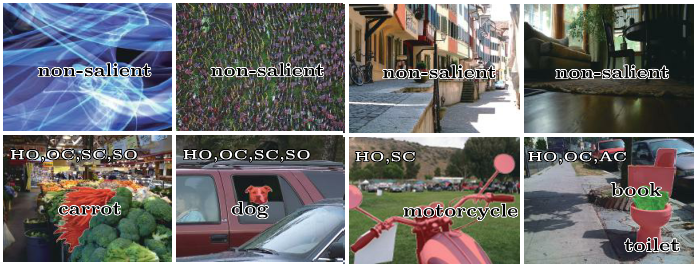 non-salient
non-salient
non-salient
non-salient
HO,OC,SC,SO
carrot
HO,OC,SC,SO
dog
HO,SC
motorcycle
HO,OC,AC
book
toilet